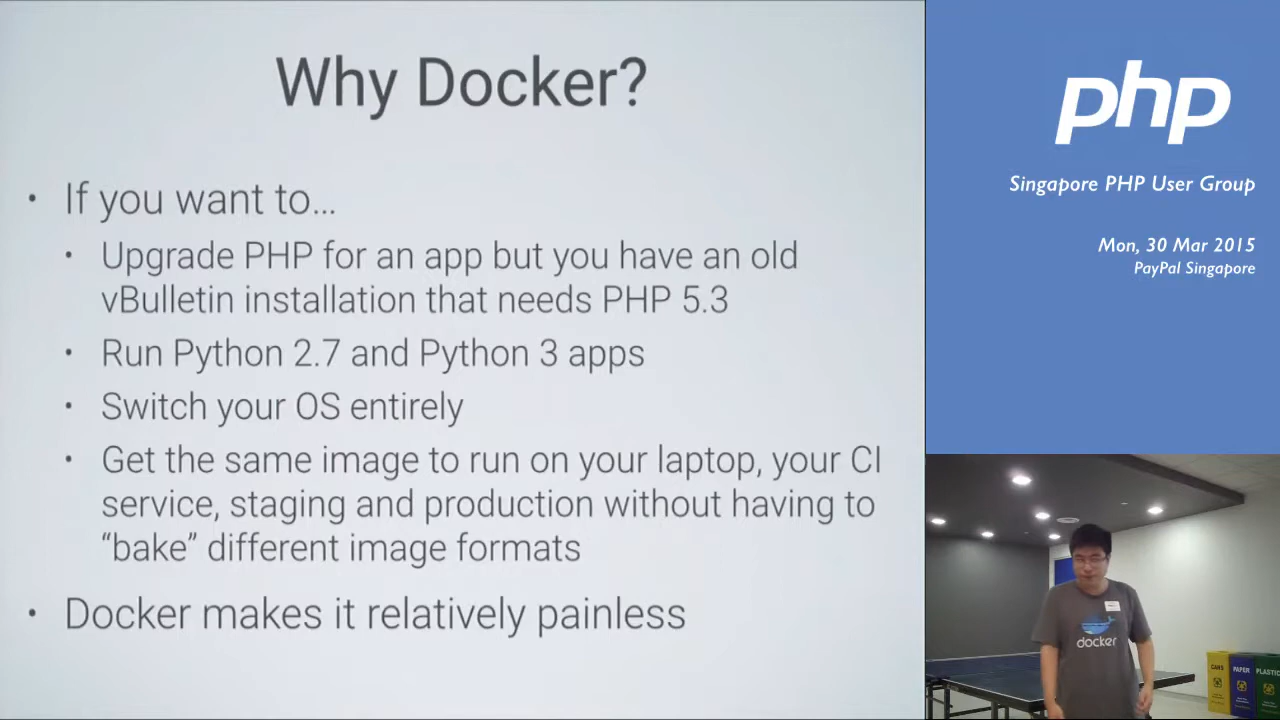 Why Docker?
• If you want to...
• Upgrade PHP for an app but you have an old
vBulletin installation that needs PHP 5.3
• Run Python 2.7 and Python 3 apps
• Switch your OS entirely
• Get the same image to run on your laptop, your CI
service, staging and production without having to
“bake” different image formats
• Docker makes it relatively painless
php
Singapore PHP User Group
Mon, 30 Mar 2015
PayPal Singapore
docker
CANS
PAPER
PLASTIC